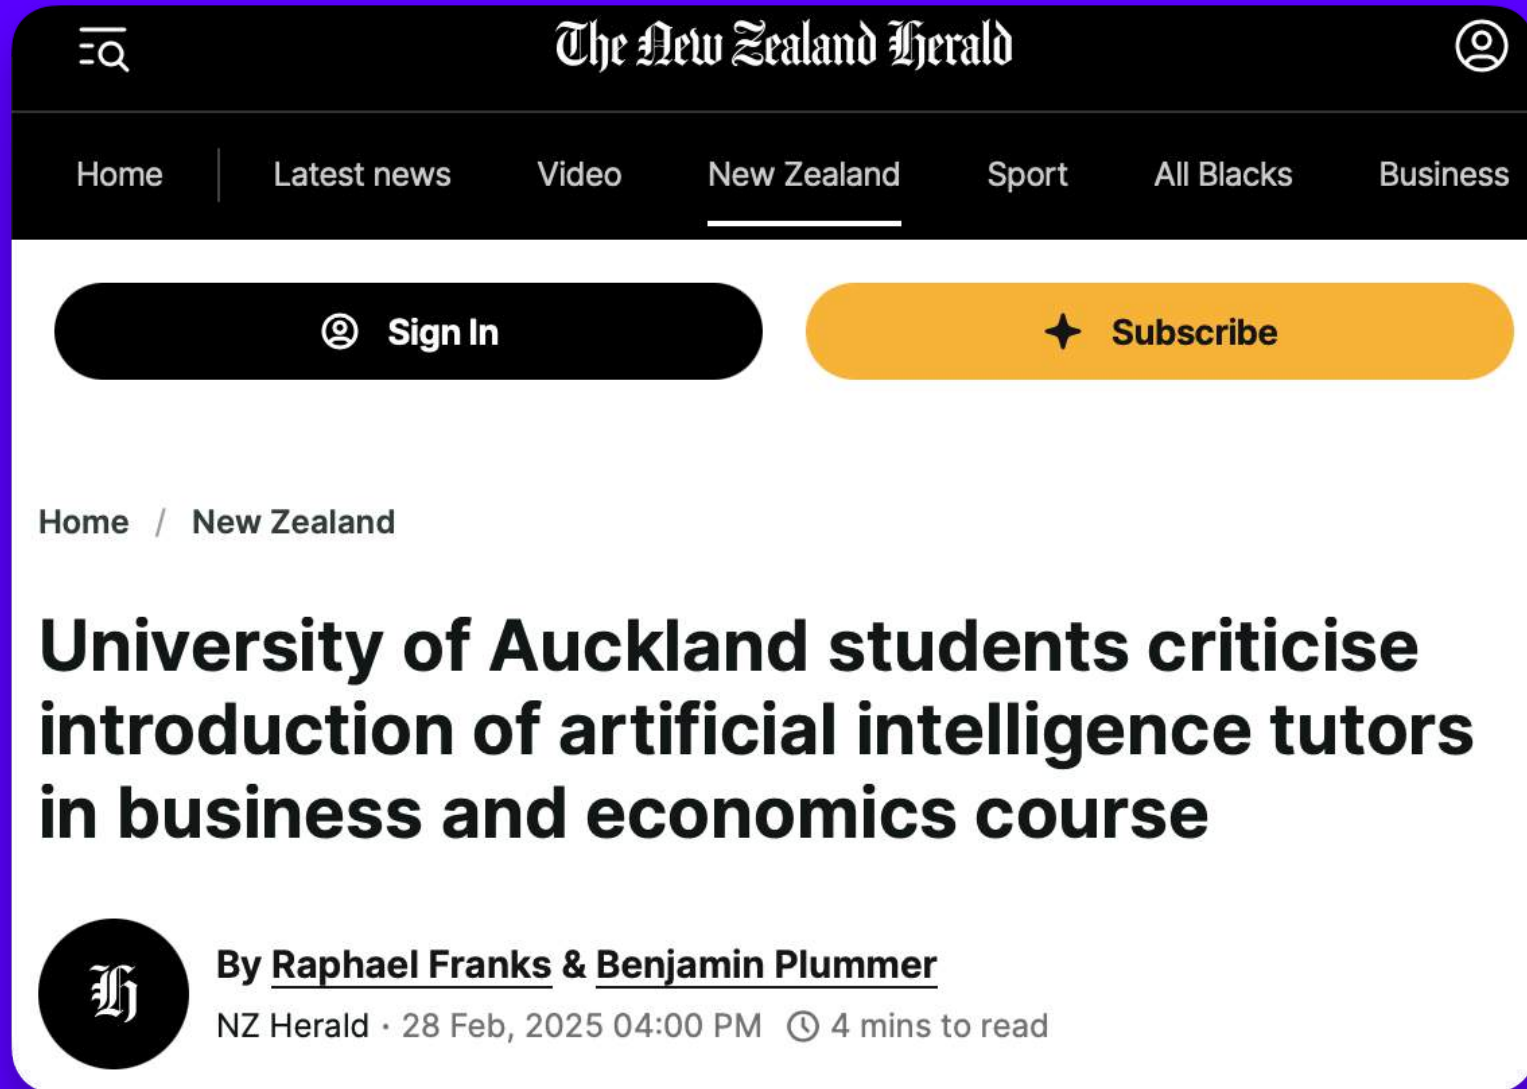 The New Zealand Herald
Home Latest news Video New Zealand Sport All Blacks Business
Sign In Subscribe
Home / New Zealand
University of Auckland students criticise
introduction of artificial intelligence tutors
in business and economics course
By Raphael Franks & Benjamin Plummer
NZ Herald · 28 Feb, 2025 04:00 PM 4 mins to read